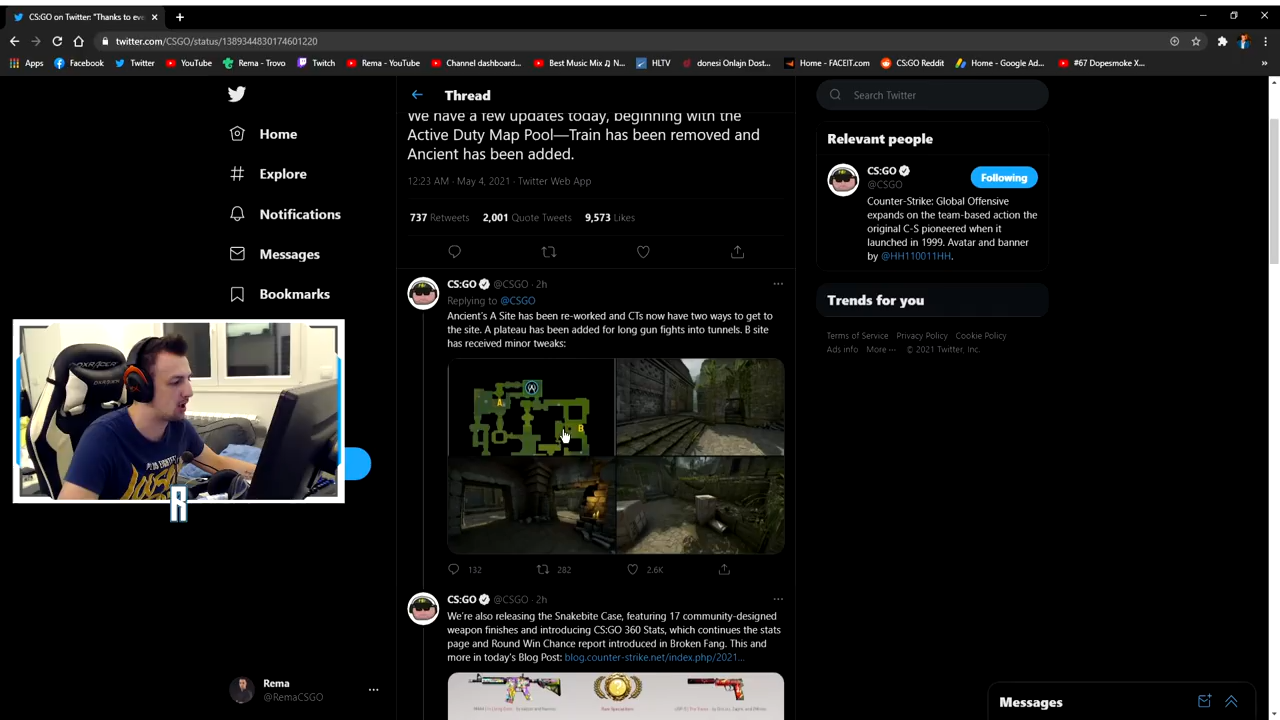 CS:GO on Twitter: "Thanks to eve
twitter.com/CSGO/status/1389344830174601220
Apps Facebook Twitter YouTube Rema - Trovo Twitch Rema - YouTube Channel dashboard... Best Music Mix ♫ N... HLTV donesi Onlajn Dost... Home - FACEIT.com CS:GO Reddit Home - Google Ad... #67 Dopesmoke X... »
Home
Explore
Notifications
Messages
Bookmarks
R
Rema
@RemaCSGO
Thread
We have a few updates today, beginning with the
Active Duty Map Pool—Train has been removed and
Ancient has been added.
12:23 AM · May 4, 2021 · Twitter Web App
737 Retweets 2,001 Quote Tweets 9,573 Likes
CS:GO @CSGO · 2h
Replying to @CSGO
Ancient's A Site has been re-worked and CTs now have two ways to get to
the site. A plateau has been added for long gun fights into tunnels. B site
has received minor tweaks:
A
B
132 282 2.6K
CS:GO @CSGO · 2h
We're also releasing the Snakebite Case, featuring 17 community-designed
weapon finishes and introducing CS:GO 360 Stats, which continues the stats
page and Round Win Chance report introduced in Broken Fang. This and
more in today's Blog Post: blog.counter-strike.net/index.php/2021...
Search Twitter
Relevant people
CS:GO
@CSGO
Following
Counter-Strike: Global Offensive
expands on the team-based action the
original C-S pioneered when it
launched in 1999. Avatar and banner
by @HH110011HH.
Trends for you
Terms of Service Privacy Policy Cookie Policy
Ads info More ··· © 2021 Twitter, Inc.
Messages